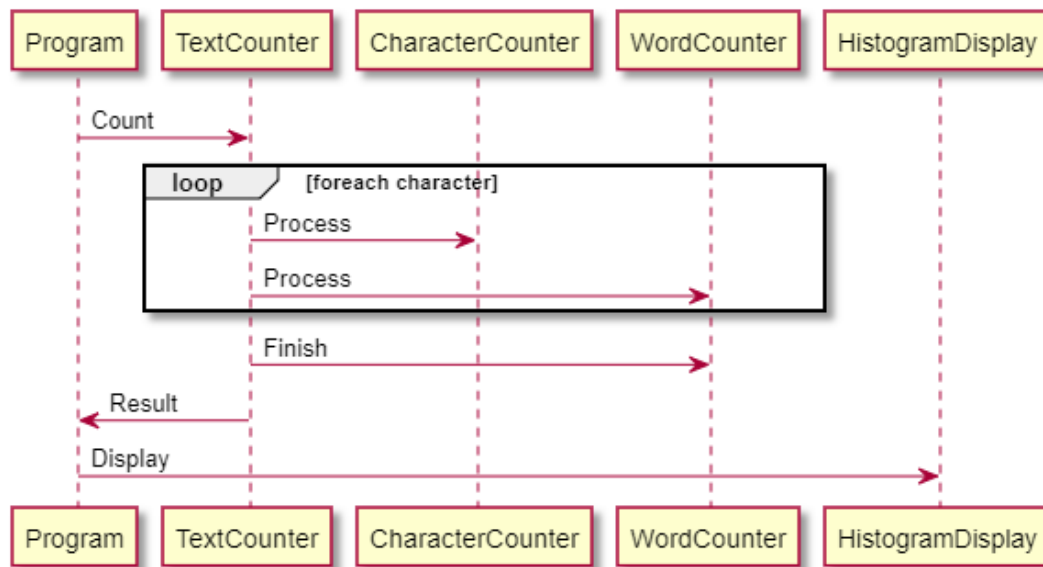 Program TextCounter CharacterCounter WordCounter HistogramDisplay
Count
loop [foreach character]
Process
Process
Finish
Result
Display
Program TextCounter CharacterCounter WordCounter HistogramDisplay